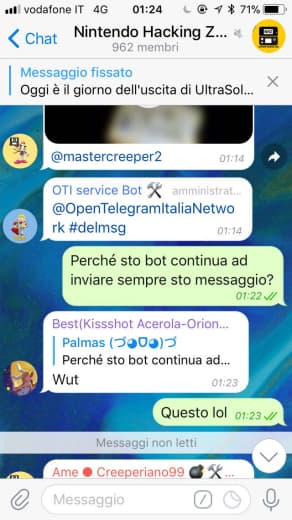 vodafone IT 4G 01:24 71%
Chat
Nintendo Hacking Z...
962 membri
Messaggio fissato
Oggi è il giorno dell'uscita di UltraSol...
@mastercreeper2
01:14
OTI service Bot 🛠 amministrat...
@OpenTelegramItaliaNetwo
rk #delmsg
01:14
Perché sto bot continua ad
inviare sempre sto messaggio?
01:22
Best(Kissshot Acerola-Orion...
Palmas (づ◕ᗜ◕)づ
Perché sto bot continua ad...
Wut
01:23
Questo lol 01:23
Messaggi non letti
Ame 🔴 Creeperiano99 💣🛠...
Messaggio